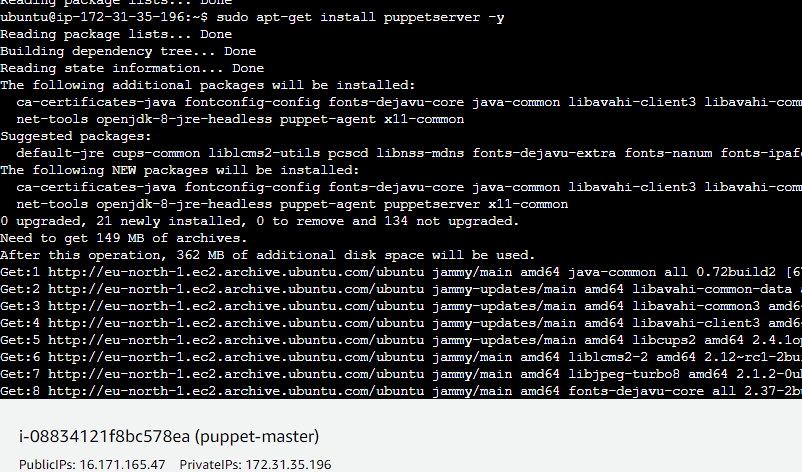 Reading package lists... Done
ubuntu@ip-172-31-35-196:~$ sudo apt-get install puppetserver -y
Reading package lists... Done
Building dependency tree... Done
Reading state information... Done
The following additional packages will be installed:
ca-certificates-java fontconfig-config fonts-dejavu-core java-common libavahi-client3 libavahi-com
net-tools openjdk-8-jre-headless puppet-agent x11-common
Suggested packages:
default-jre cups-common liblcms2-utils pcscd libnss-mdns fonts-dejavu-extra fonts-nanum fonts-ipaf
The following NEW packages will be installed:
ca-certificates-java fontconfig-config fonts-dejavu-core java-common libavahi-client3 libavahi-com
net-tools openjdk-8-jre-headless puppet-agent puppetserver x11-common
0 upgraded, 21 newly installed, 0 to remove and 134 not upgraded.
Need to get 149 MB of archives.
After this operation, 362 MB of additional disk space will be used.
Get:1 http://eu-north-1.ec2.archive.ubuntu.com/ubuntu jammy/main amd64 java-common all 0.72build2 [6
Get:2 http://eu-north-1.ec2.archive.ubuntu.com/ubuntu jammy-updates/main amd64 libavahi-common-data a
Get:3 http://eu-north-1.ec2.archive.ubuntu.com/ubuntu jammy-updates/main amd64 libavahi-common3 amd6
Get:4 http://eu-north-1.ec2.archive.ubuntu.com/ubuntu jammy-updates/main amd64 libavahi-client3 amd6
Get:5 http://eu-north-1.ec2.archive.ubuntu.com/ubuntu jammy-updates/main amd64 libcups2 amd64 2.4.1op
Get:6 http://eu-north-1.ec2.archive.ubuntu.com/ubuntu jammy/main amd64 liblcms2-2 amd64 2.12~rc1-2bui
Get:7 http://eu-north-1.ec2.archive.ubuntu.com/ubuntu jammy/main amd64 libjpeg-turbo8 amd64 2.1.2-0ub
Get:8 http://eu-north-1.ec2.archive.ubuntu.com/ubuntu jammy/main amd64 fonts-dejavu-core all 2.37-2b
i-08834121f8bc578ea (puppet-master)
PublicIPs: 16.171.165.47 PrivateIPs: 172.31.35.196